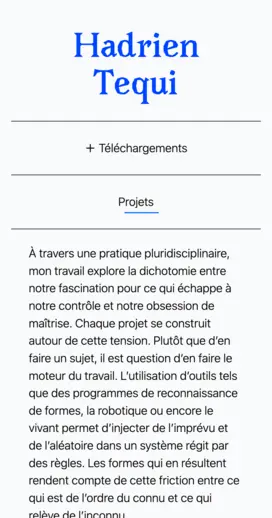 Hadrien
Tequi
+ Téléchargements
Projets
À travers une pratique pluridisciplinaire,
mon travail explore la dichotomie entre
notre fascination pour ce qui échappe à
notre contrôle et notre obsession de
maîtrise. Chaque projet se construit
autour de cette tension. Plutôt que d'en
faire un sujet, il est question d'en faire le
moteur du travail. L'utilisation d'outils tels
que des programmes de reconnaissance
de formes, la robotique ou encore le
vivant permet d'injecter de l'imprévu et
de l'aléatoire dans un système régit par
des règles. Les formes qui en résultent
rendent compte de cette friction entre ce
qui est de l'ordre du connu et ce qui
relève de l'inconnu